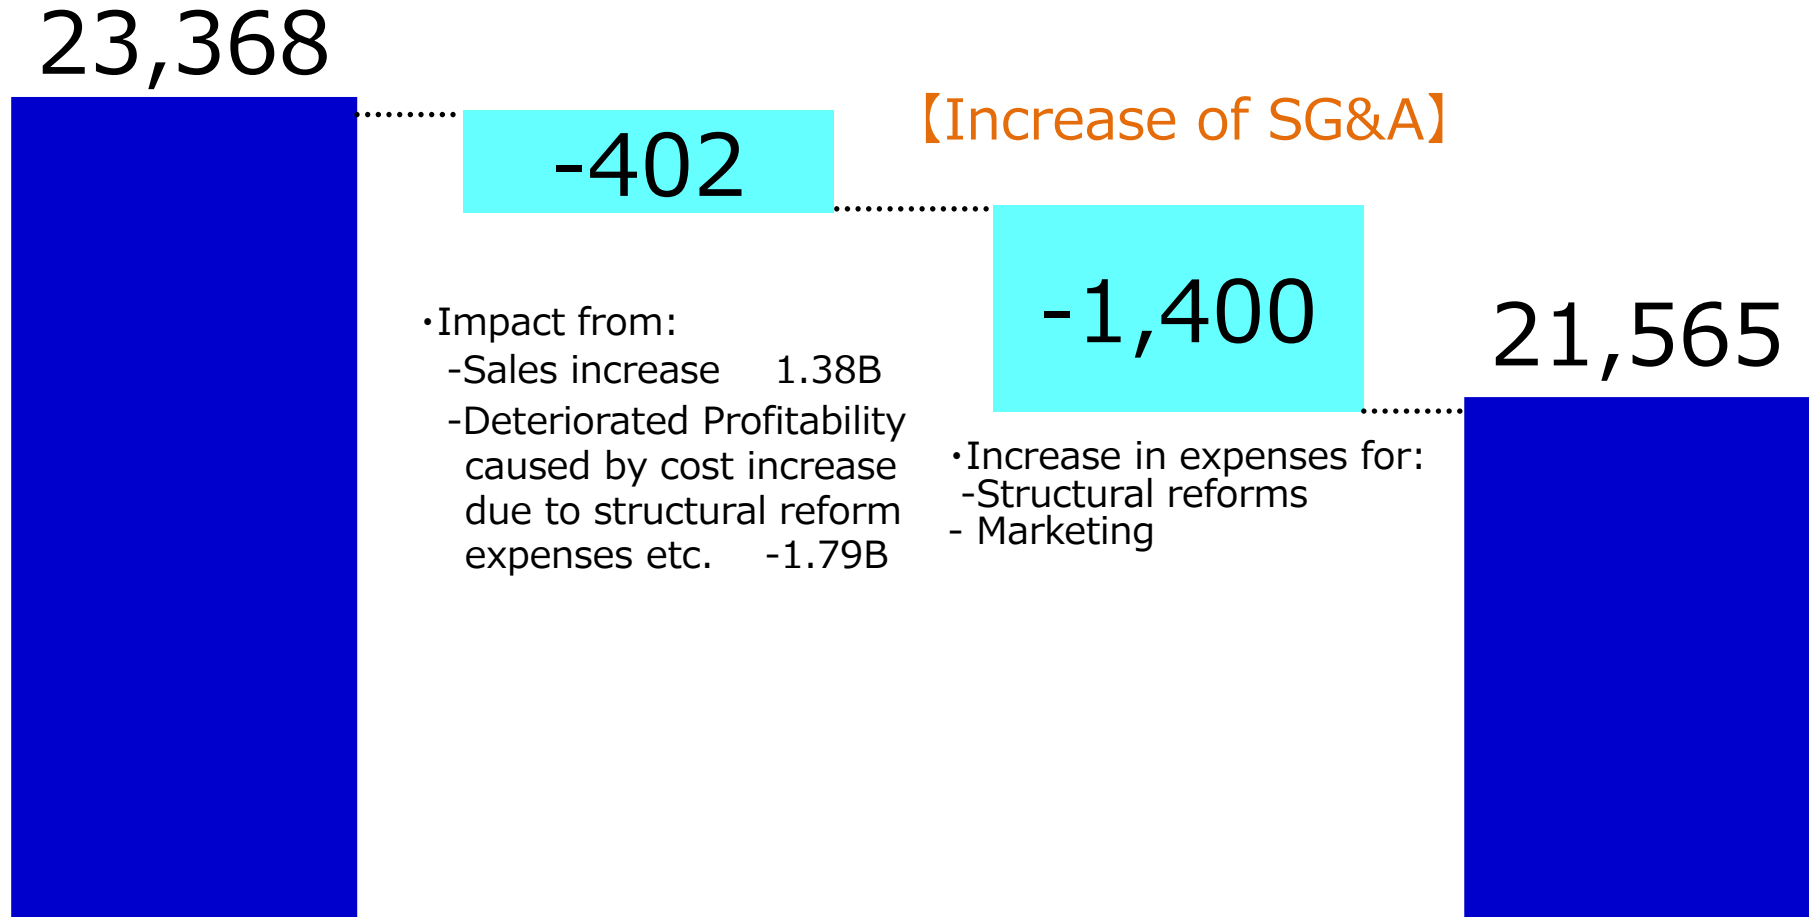 23,368
-402
【Increase of SG&A】
-1,400
21,565
・Impact from:
-Sales increase 1.38B
-Deteriorated Profitability
caused by cost increase
due to structural reform
expenses etc. -1.79B
・Increase in expenses for:
-Structural reforms
- Marketing